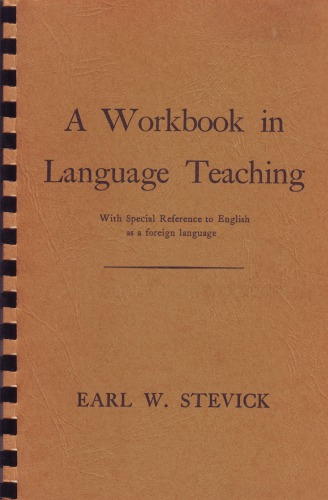 A Workbook in
Language Teaching
With Special Reference to English
as a foreign language
EARL W. STEVICK